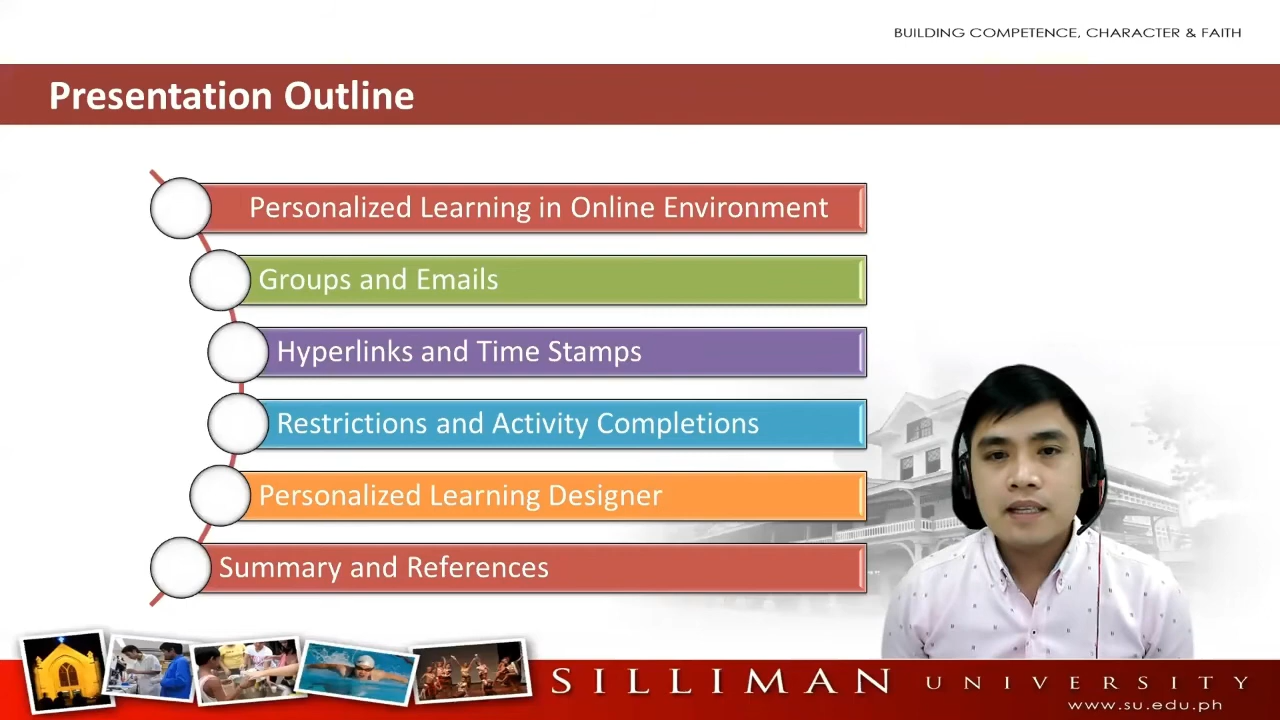 BUILDING COMPETENCE, CHARACTER & FAITH
Presentation Outline
Personalized Learning in Online Environment
Groups and Emails
Hyperlinks and Time Stamps
Restrictions and Activity Completions
Personalized Learning Designer
Summary and References
SILLIMAN UNIVERSITY
www.su.edu.ph